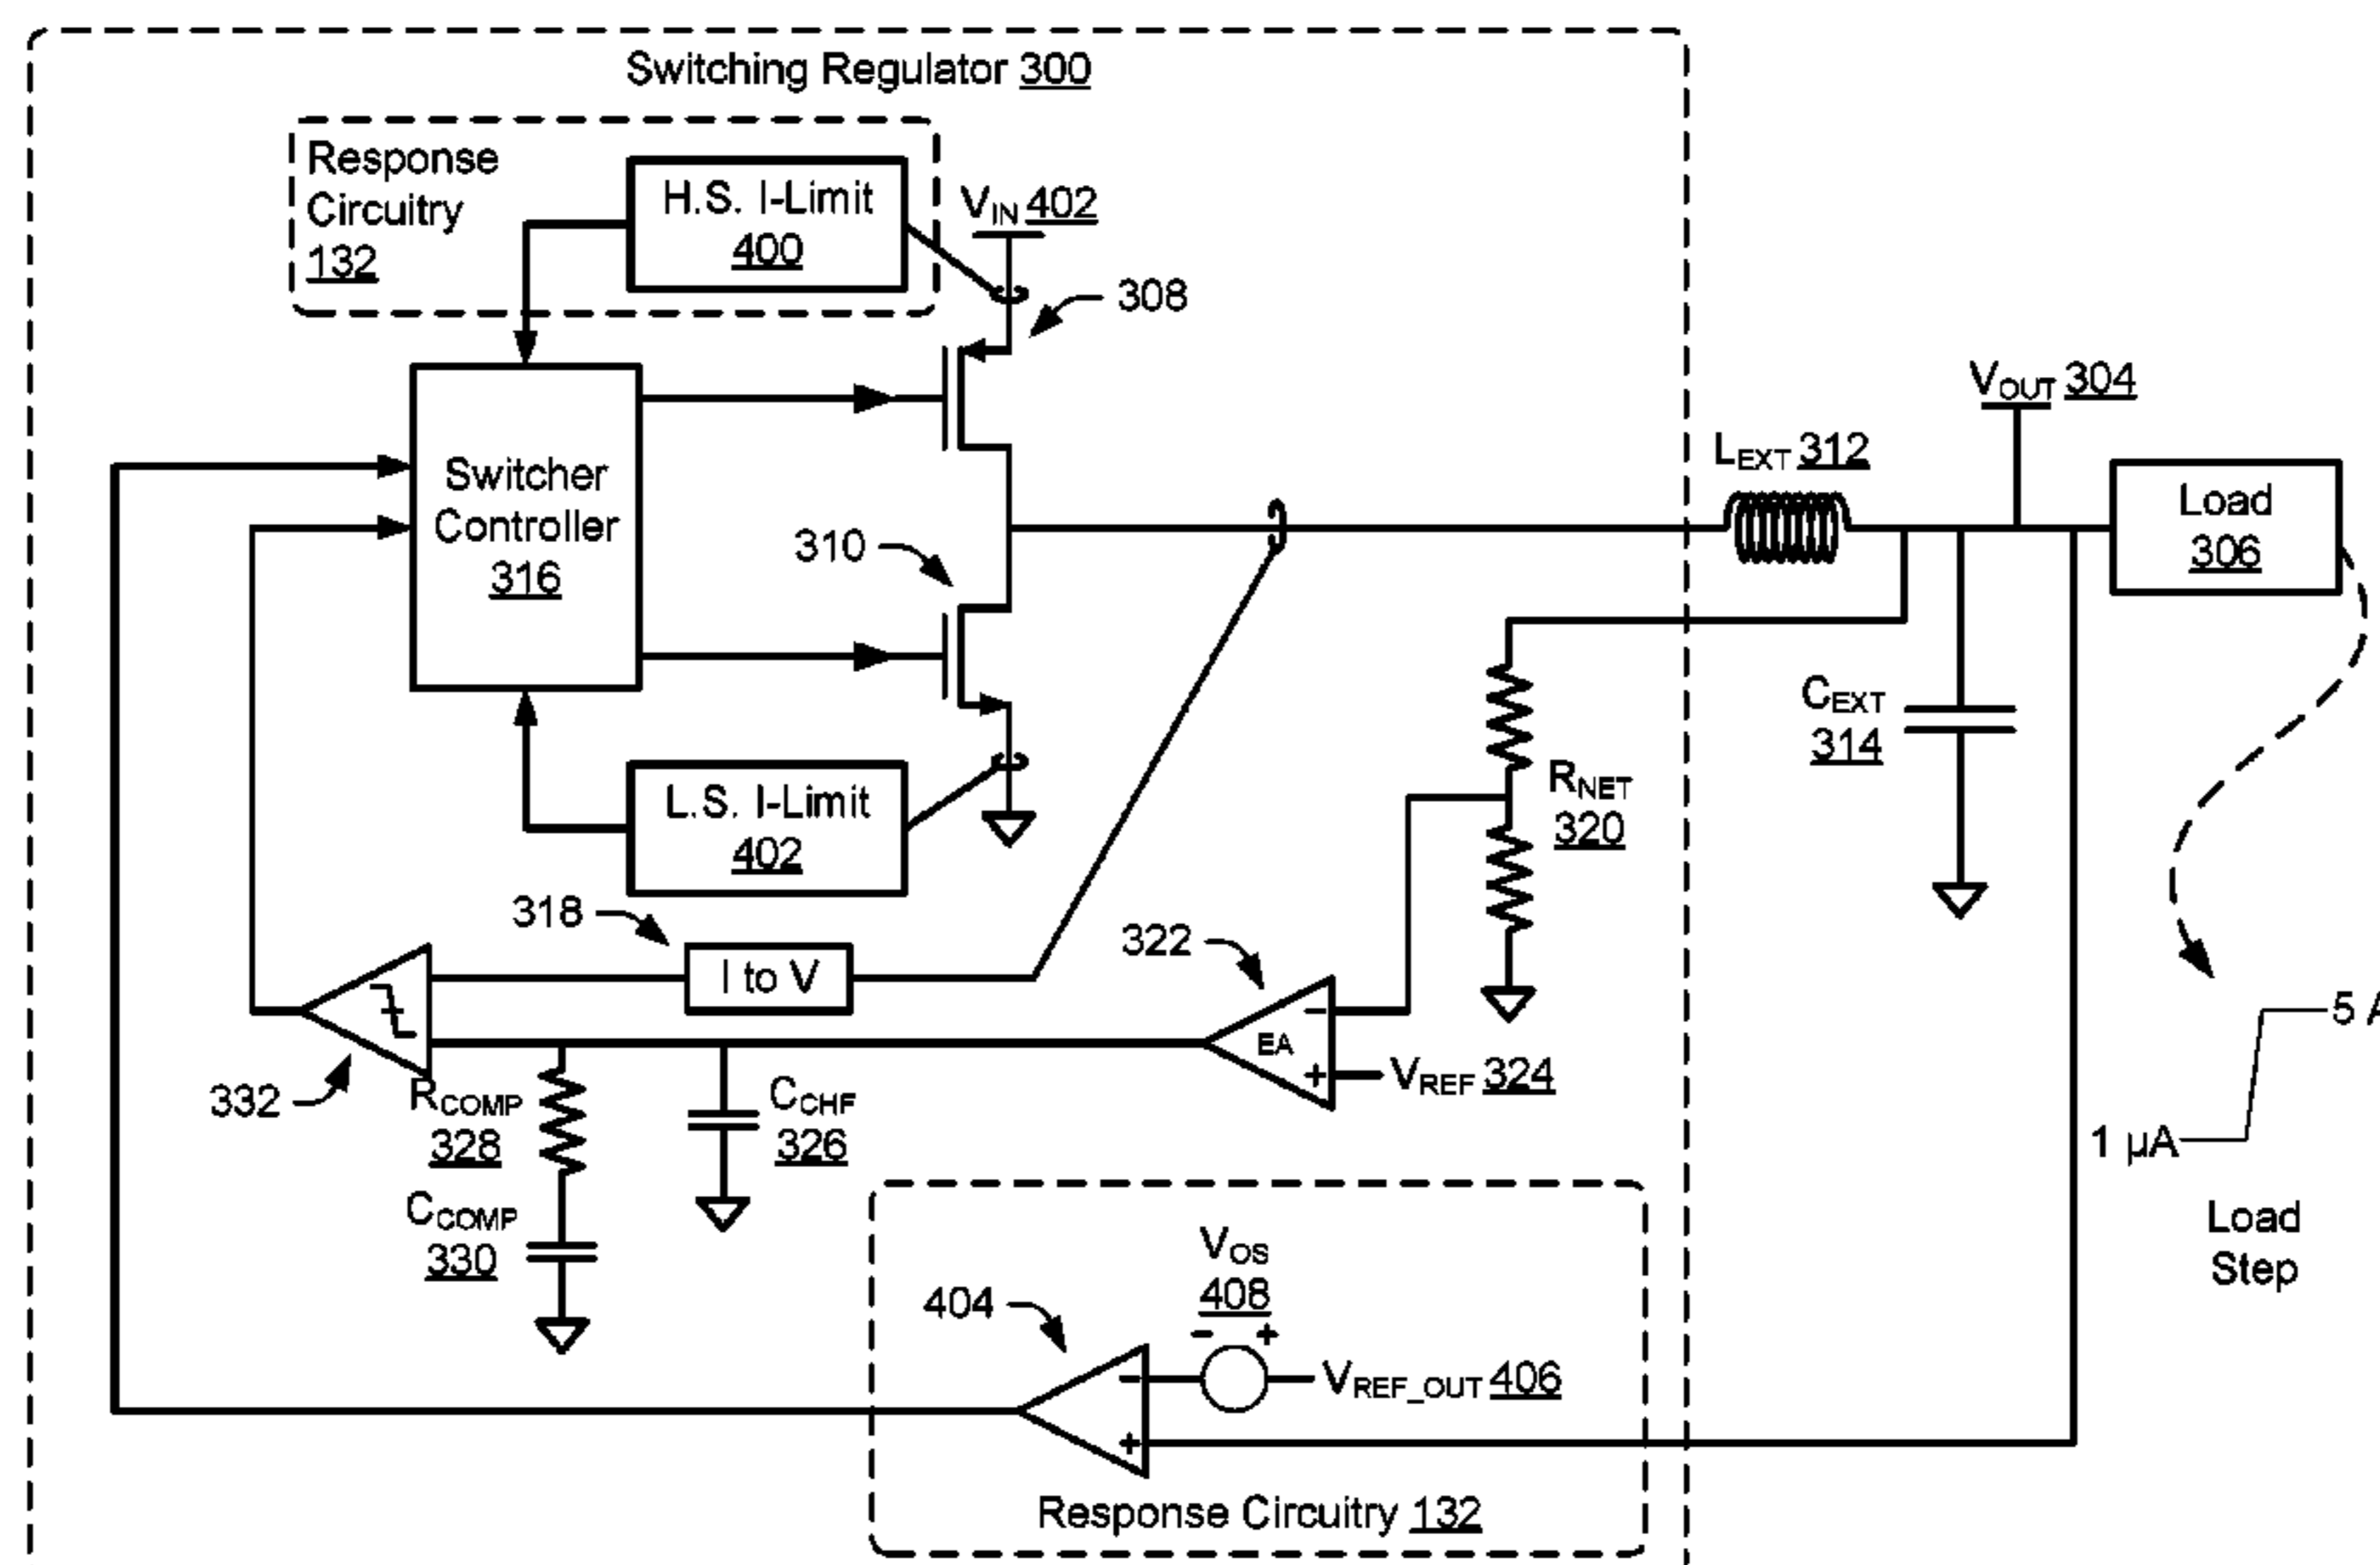 Switching Regulator 300
Response
Circuitry
132
H.S. I-Limit
400
VIN 402
308
Switcher
Controller
316
310
VOUT 304
LEXT 312
Load
306
L.S. I-Limit
402
CEXT
314
RNET
320
318
I to V
322
EA
-
+
VREF 324
332
RCOMP
328
CCHF
326
CCOMP
330
5 A
1 µA
Load
Step
VOS
408
- +
404
-
+
VREF_OUT 406
Response Circuitry 132